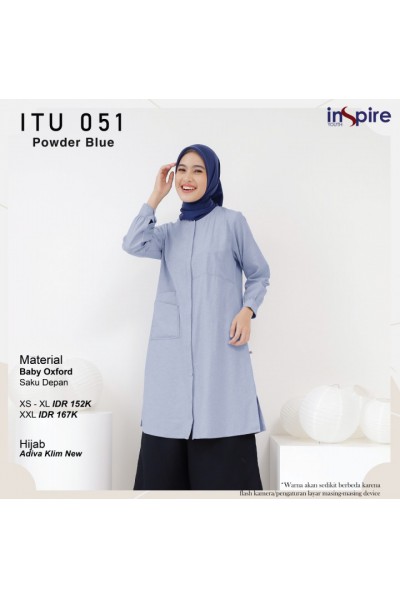 ITU 051
Powder Blue
inSpire
YOUTH
Material
Baby Oxford
Saku Depan
XS - XL IDR 152K
XXL IDR 167K
Hijab
Adiva Klim New
*Warna akan sedikit berbeda karena
flash kamera/pengaturan layar masing-masing device